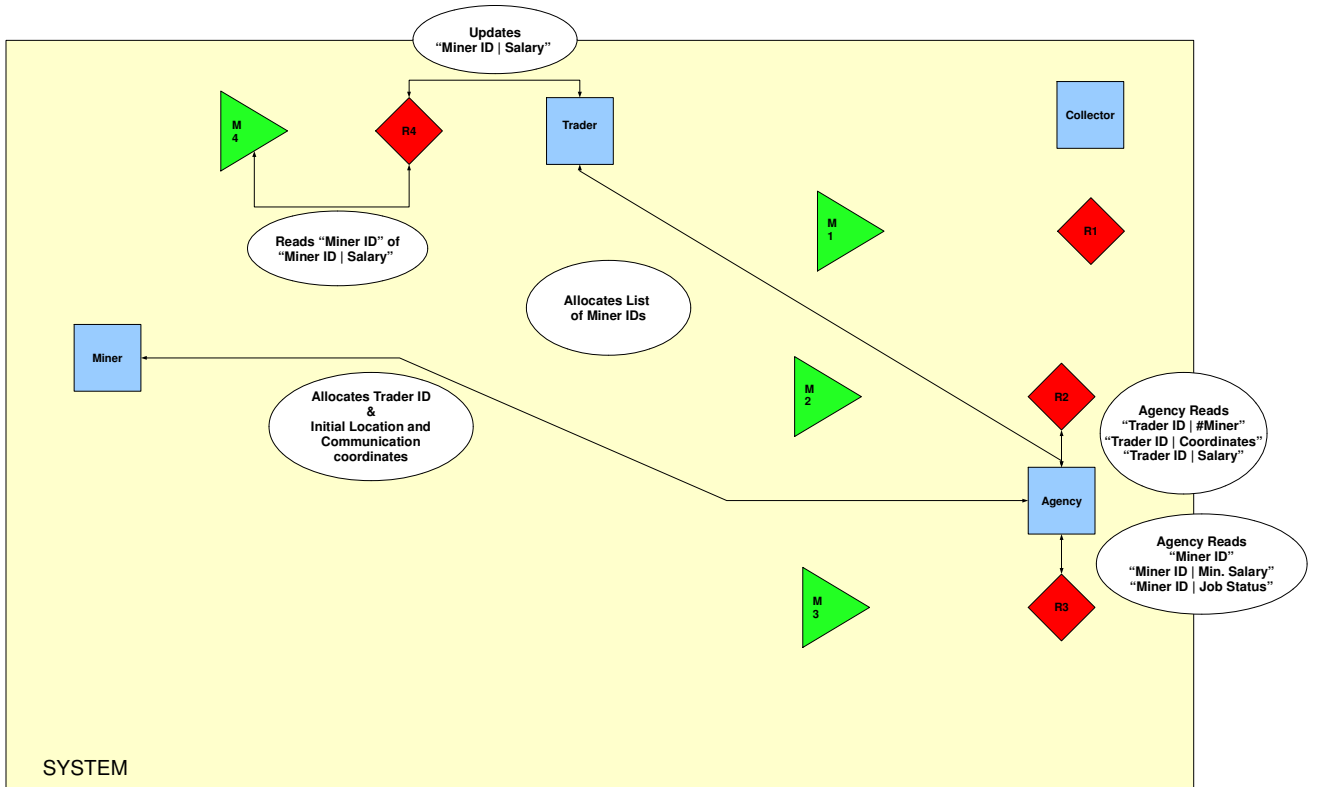 Updates
“Miner ID | Salary”
M
4
R4
Trader
Collector
M
1
R1
Reads “Miner ID” of
“Miner ID | Salary”
Allocates List
of Miner IDs
Miner
Allocates Trader ID
&
Initial Location and
Communication
coordinates
M
2
R2
Agency Reads
“Trader ID | #Miner”
“Trader ID | Coordinates”
“Trader ID | Salary”
Agency
Agency Reads
“Miner ID”
“Miner ID | Min. Salary”
“Miner ID | Job Status”
M
3
R3
SYSTEM